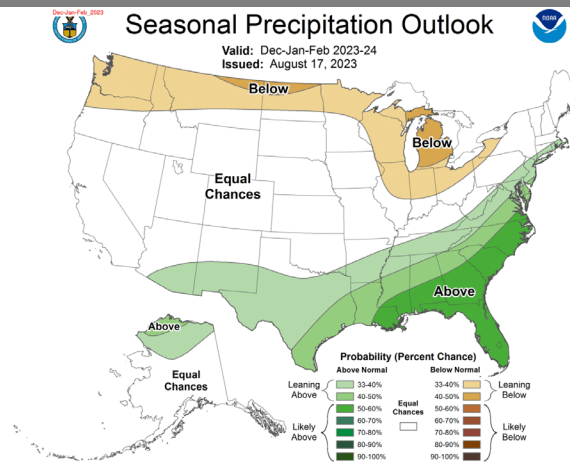 Dec-Jan-Feb_2023
Seasonal Precipitation Outlook
NOAA
Valid: Dec-Jan-Feb 2023-24
Issued: August 17, 2023
Below
Below
Equal
Chances
Above
Above
Equal
Chances
Probability (Percent Chance)
Above Normal
Below Normal
Leaning
Above
33-40%
40-50%
Likely
Above
50-60%
60-70%
70-80%
80-90%
90-100%
Equal
Chances
33-40%
40-50%
Leaning
Below
50-60%
60-70%
70-80%
80-90%
90-100%
Likely
Below